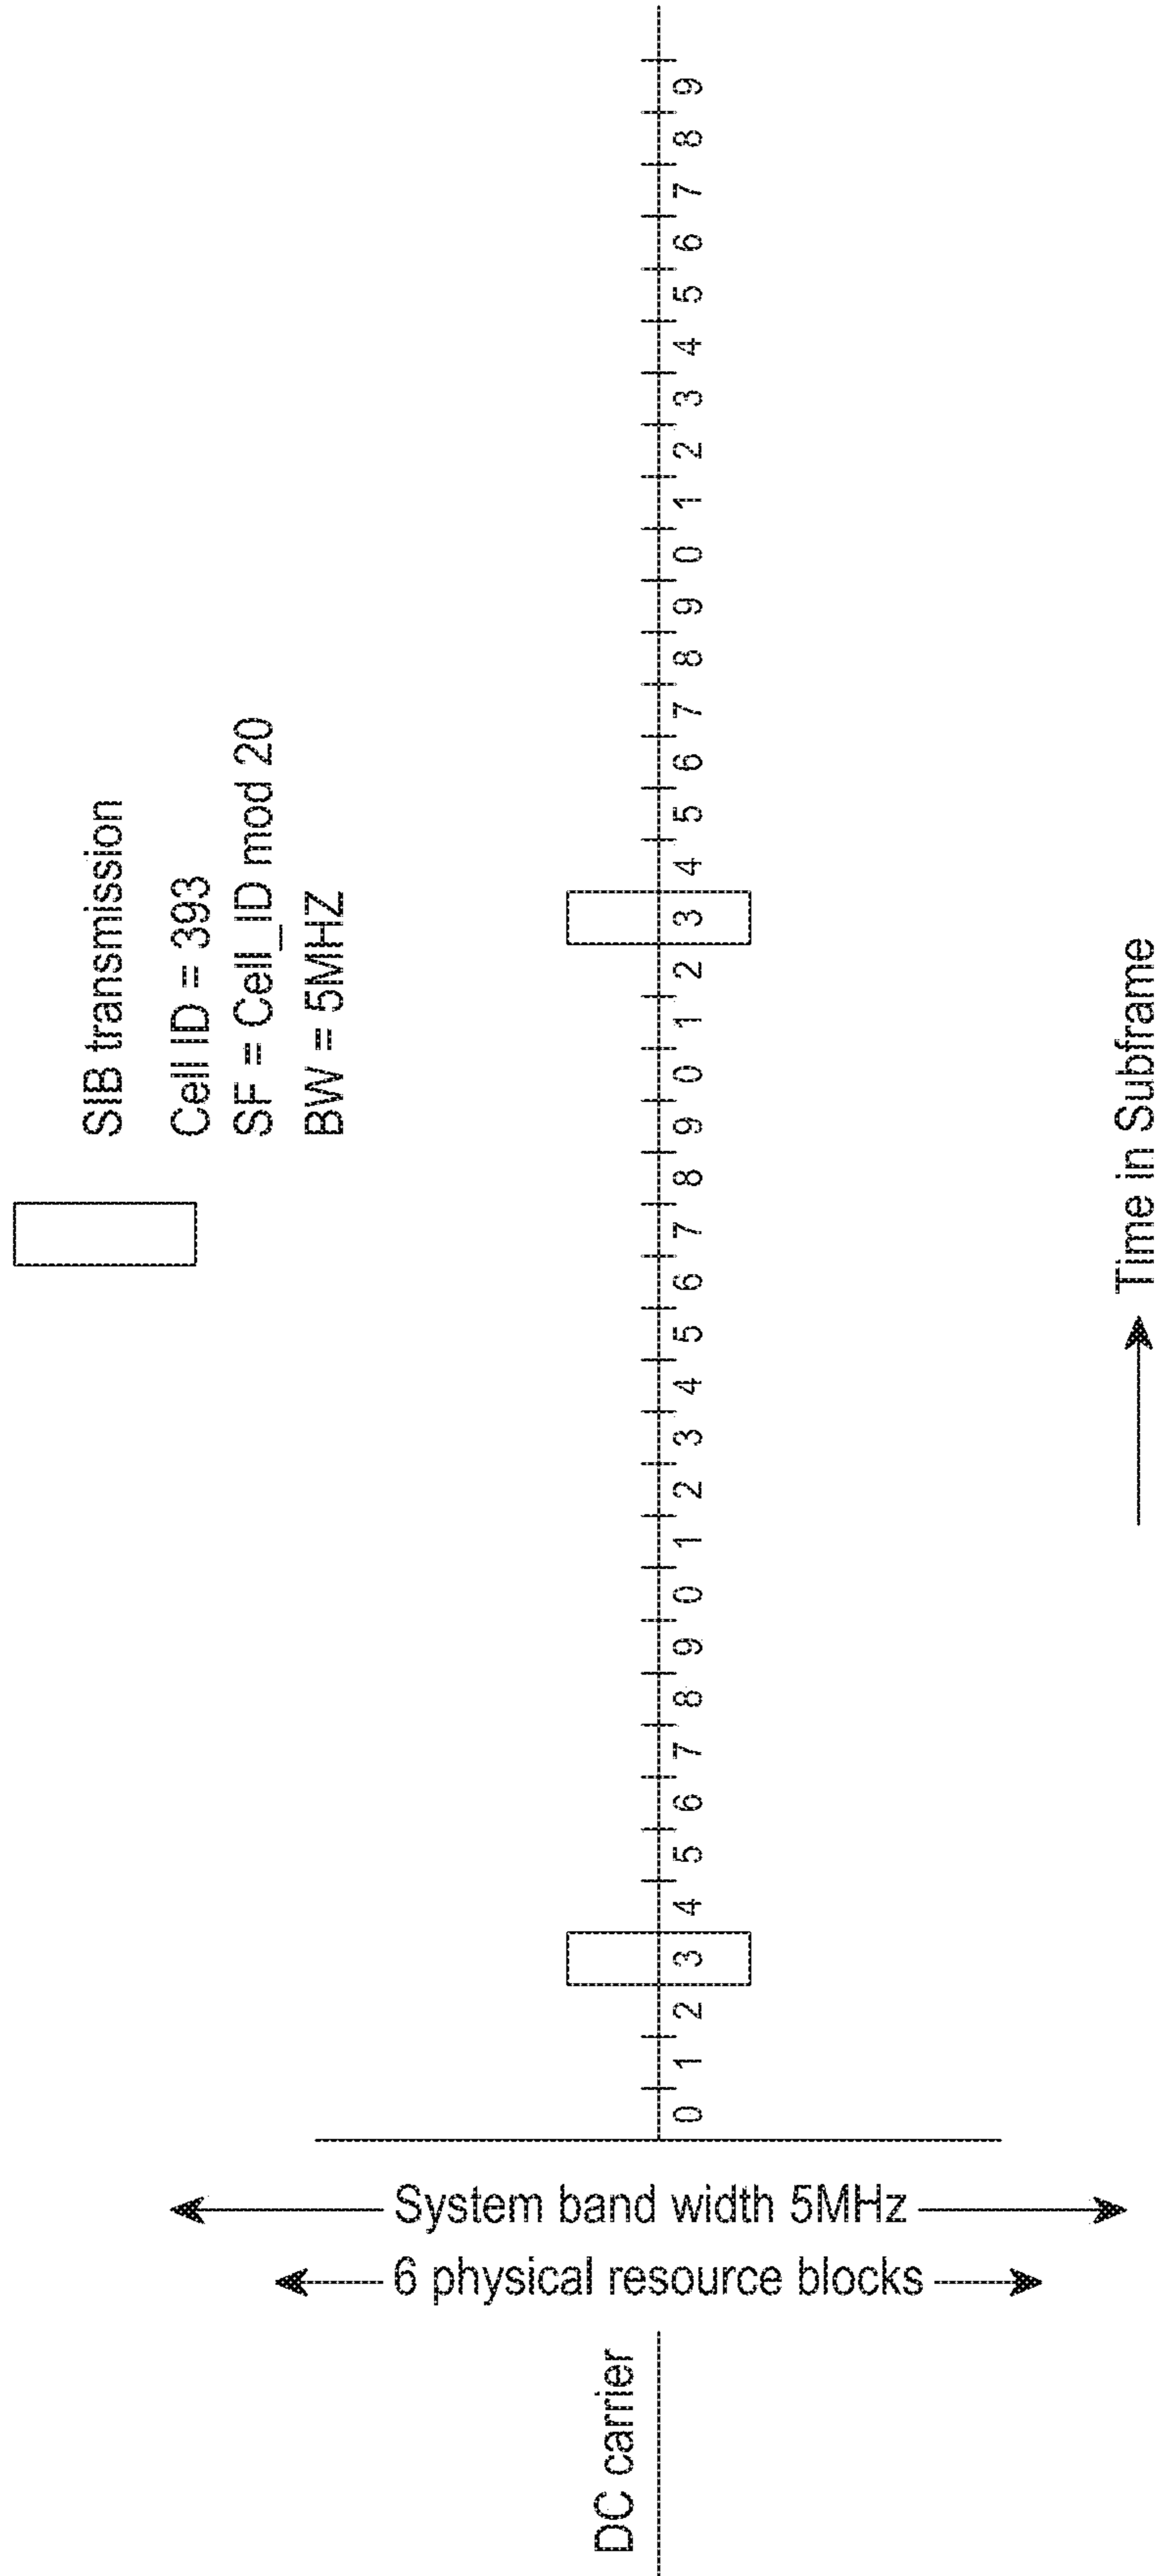 SIB transmission
Cell ID = 393
SF = Cell_ID mod 20
BW = 5MHZ
System band width 5MHz
6 physical resource blocks
DC carrier
0 1 2 3 4 5 6 7 8 9 0 1 2 3 4 5 6 7 8 9 0 1 2 3 4 5 6 7 8 9 0 1 2 3 4 5 6 7 8 9
Time in Subframe